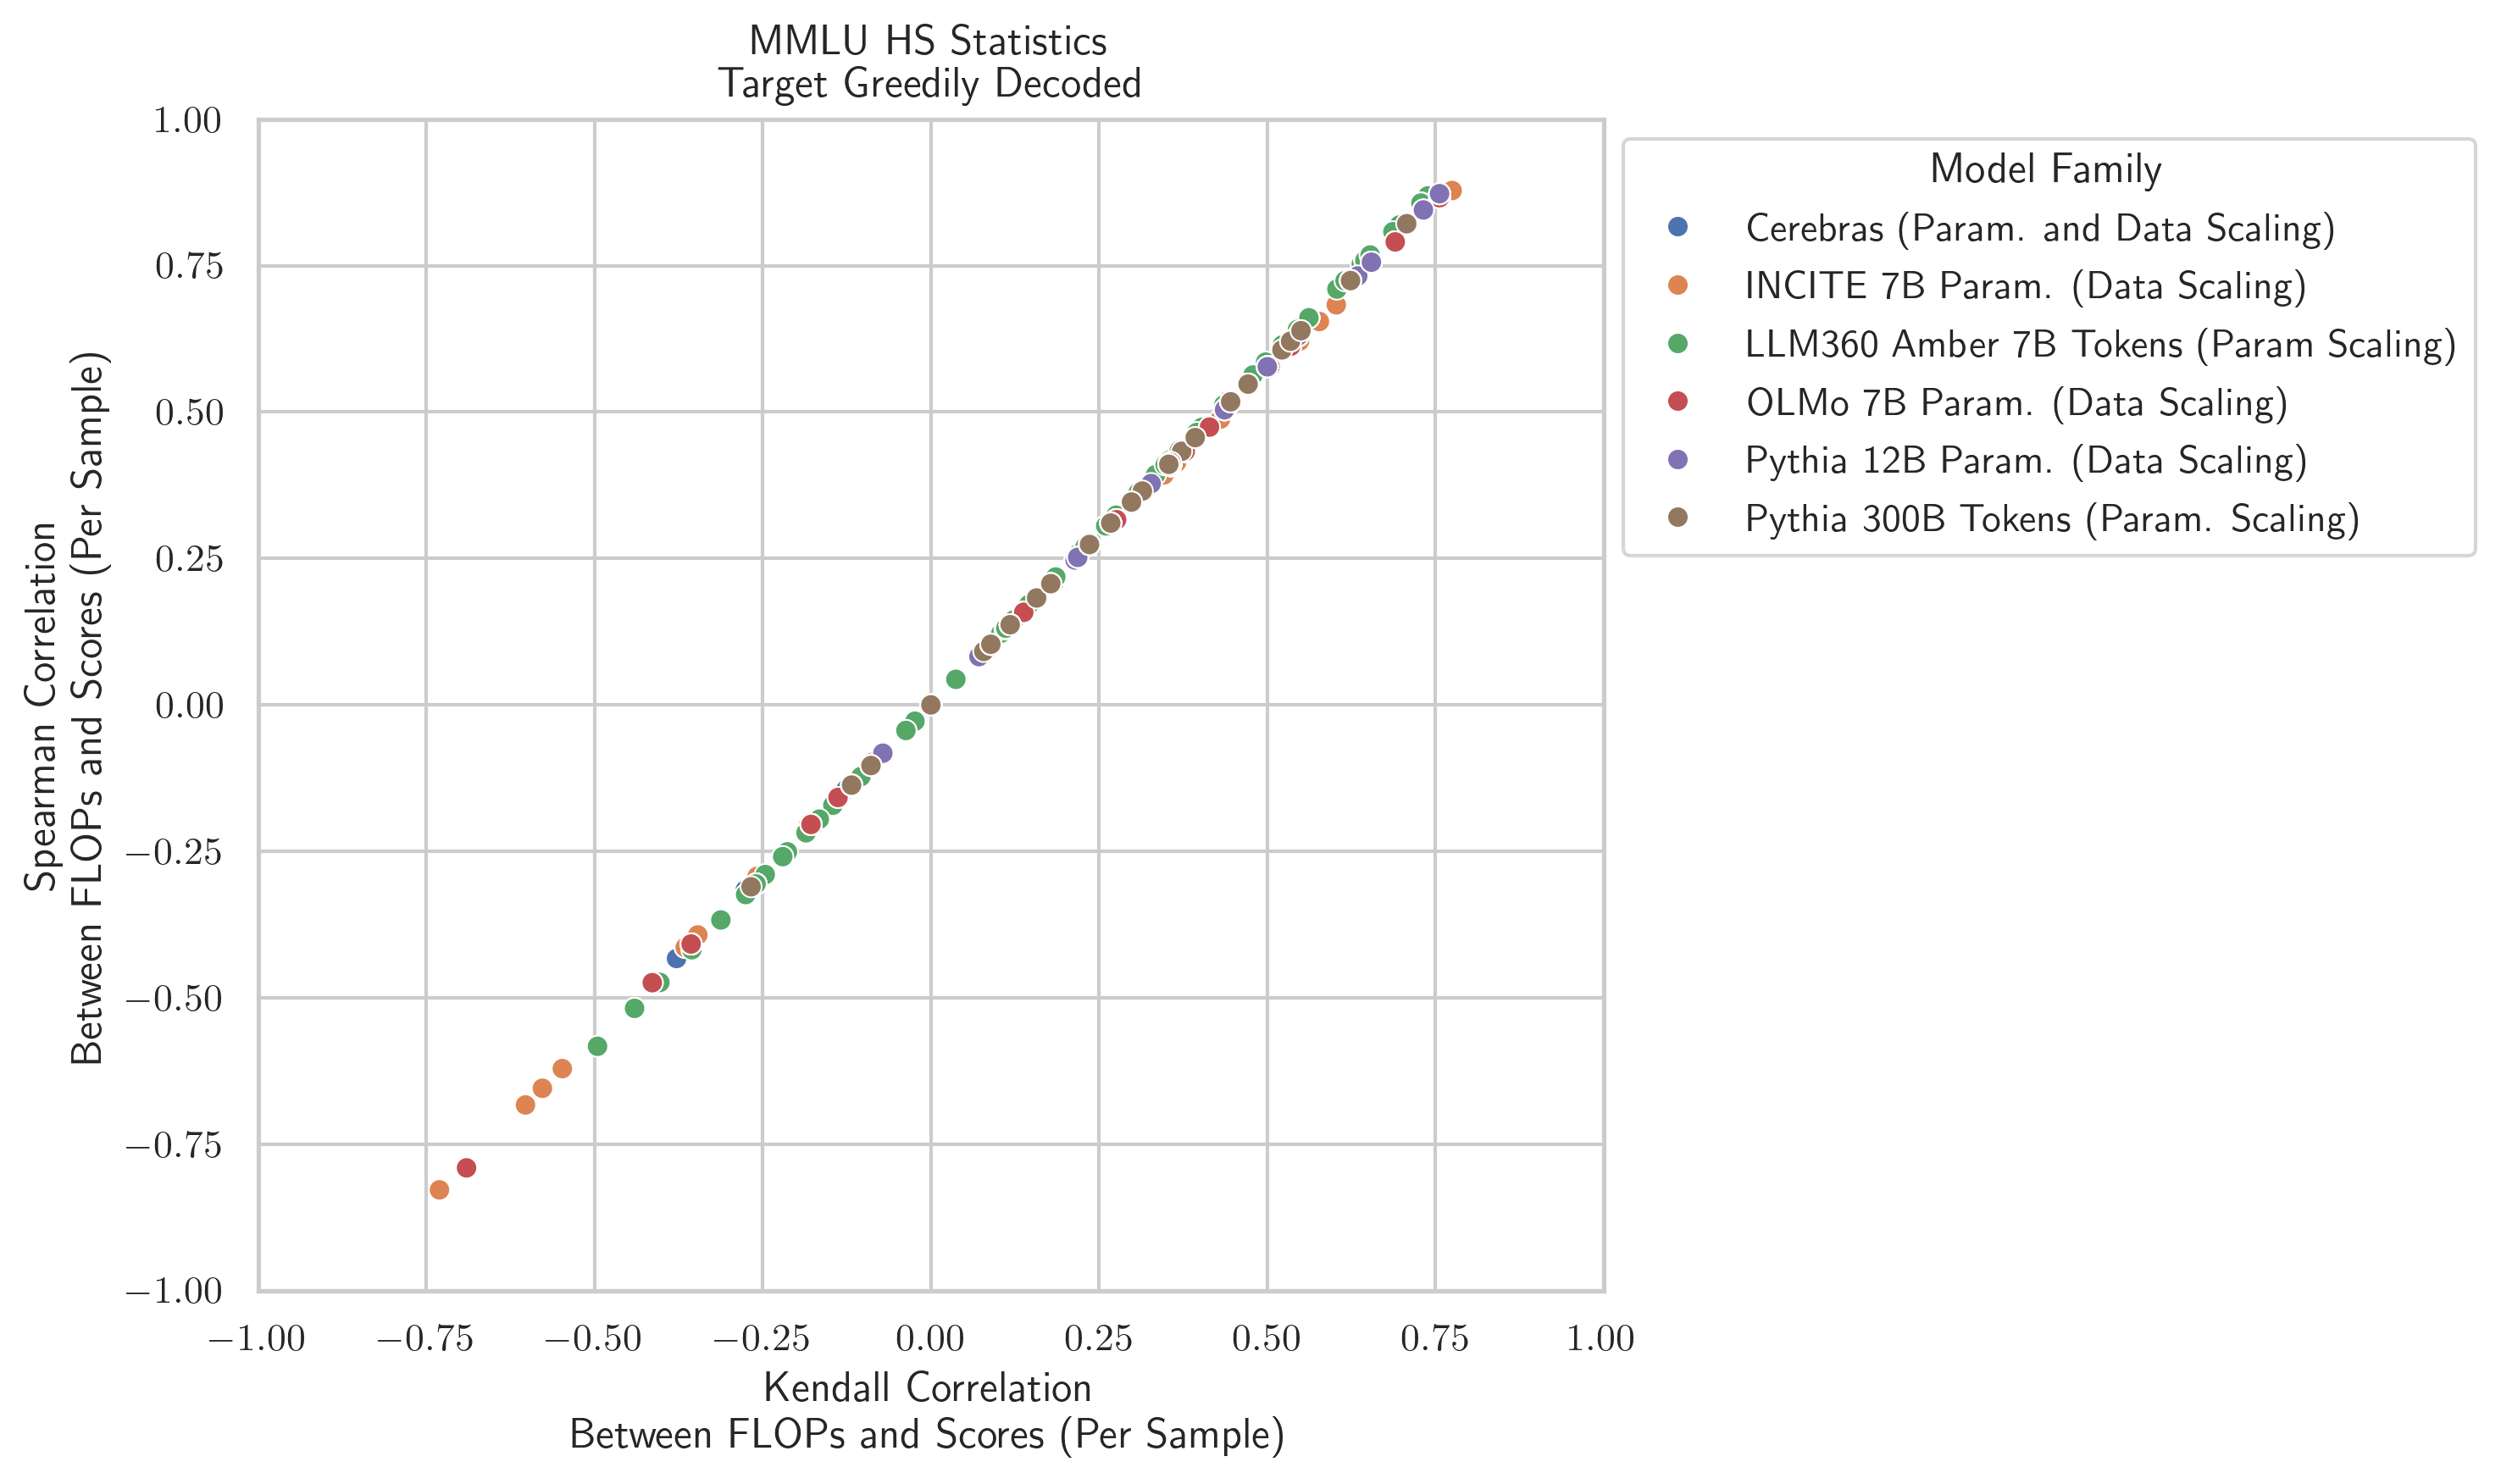 MMLU HS Statistics
Target Greedily Decoded
1.00
0.75
0.50
0.25
0.00
−0.25
−0.50
−0.75
−1.00
Spearman Correlation
Between FLOPs and Scores (Per Sample)
−1.00 −0.75 −0.50 −0.25 0.00 0.25 0.50 0.75 1.00
Kendall Correlation
Between FLOPs and Scores (Per Sample)
Model Family
Cerebras (Param. and Data Scaling)
INCITE 7B Param. (Data Scaling)
LLM360 Amber 7B Tokens (Param Scaling)
OLMo 7B Param. (Data Scaling)
Pythia 12B Param. (Data Scaling)
Pythia 300B Tokens (Param. Scaling)